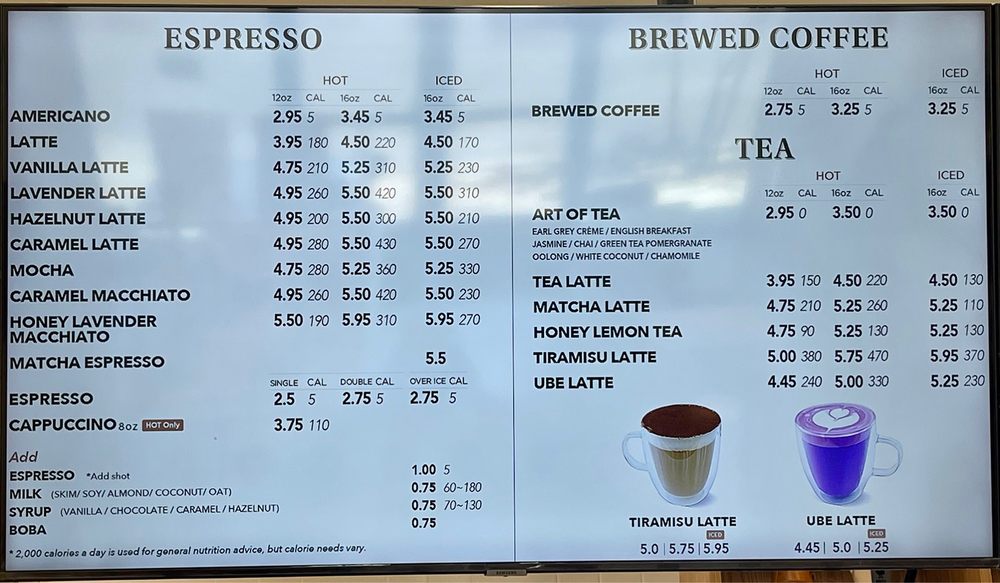 ESPRESSO
HOT ICED
12oz CAL 16oz CAL 16oz CAL
AMERICANO 2.95 5 3.45 5 3.45 5
LATTE 3.95 180 4.50 220 4.50 170
VANILLA LATTE 4.75 210 5.25 310 5.25 230
LAVENDER LATTE 4.95 260 5.50 420 5.50 310
HAZELNUT LATTE 4.95 200 5.50 300 5.50 210
CARAMEL LATTE 4.95 280 5.50 430 5.50 270
MOCHA 4.75 280 5.25 360 5.25 330
CARAMEL MACCHIATO 4.95 260 5.50 420 5.50 230
HONEY LAVENDER 5.50 190 5.95 310 5.95 270
MACCHIATO
MATCHA ESPRESSO 5.5
SINGLE CAL DOUBLE CAL OVER ICE CAL
ESPRESSO 2.5 5 2.75 5 2.75 5
CAPPUCCINO 8oz HOT Only 3.75 110
Add
ESPRESSO *Add shot 1.00 5
MILK (SKIM/ SOY/ ALMOND/ COCONUT/ OAT) 0.75 60~180
SYRUP (VANILLA / CHOCOLATE / CARAMEL / HAZELNUT) 0.75 70~130
BOBA 0.75
* 2,000 calories a day is used for general nutrition advice, but calorie needs vary.
BREWED COFFEE
HOT ICED
12oz CAL 16oz CAL 16oz CAL
BREWED COFFEE 2.75 5 3.25 5 3.25 5
TEA
HOT ICED
12oz CAL 16oz CAL 16oz CAL
ART OF TEA 2.95 0 3.50 0 3.50 0
EARL GREY CRÈME / ENGLISH BREAKFAST
JASMINE / CHAI / GREEN TEA POMERGRANATE
OOLONG / WHITE COCONUT / CHAMOMILE
TEA LATTE 3.95 150 4.50 220 4.50 130
MATCHA LATTE 4.75 210 5.25 260 5.25 110
HONEY LEMON TEA 4.75 90 5.25 130 5.25 130
TIRAMISU LATTE 5.00 380 5.75 470 5.95 370
UBE LATTE 4.45 240 5.00 330 5.25 230
TIRAMISU LATTE
ICED
5.0 | 5.75 | 5.95
UBE LATTE
ICED
4.45 | 5.0 | 5.25
SAMSUNG